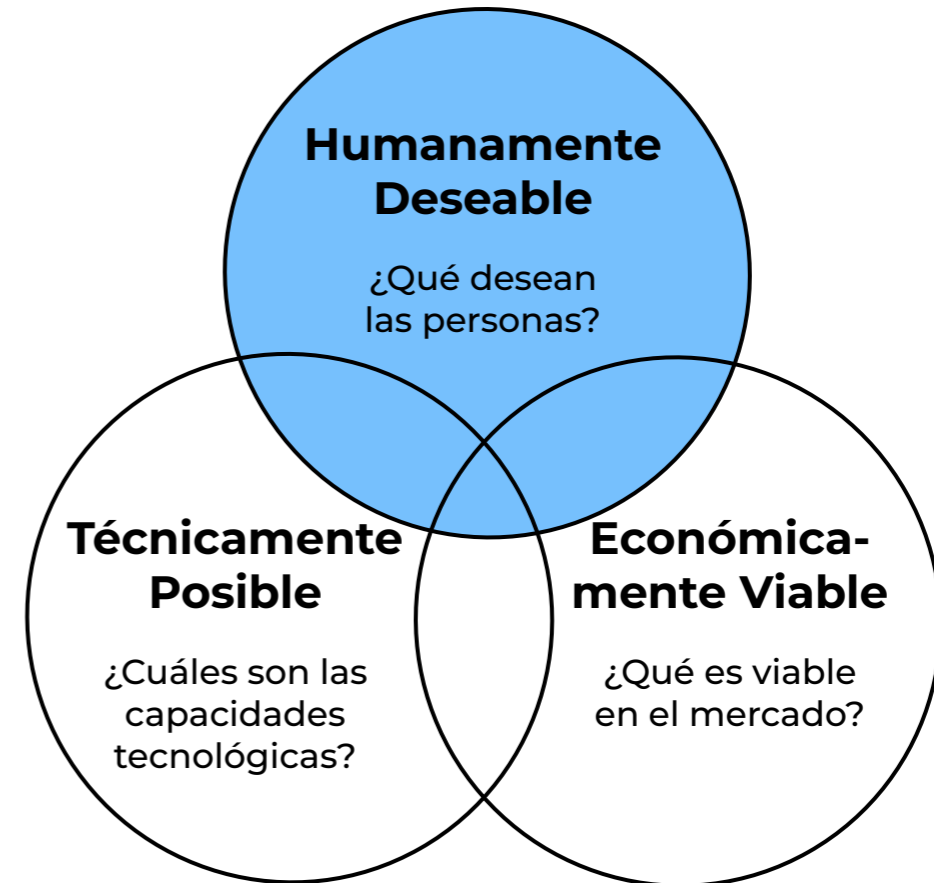 Humanamente
Deseable
¿Qué desean
las personas?
Técnicamente
Posible
¿Cuáles son las
capacidades
tecnológicas?
Económica-
mente Viable
¿Qué es viable
en el mercado?